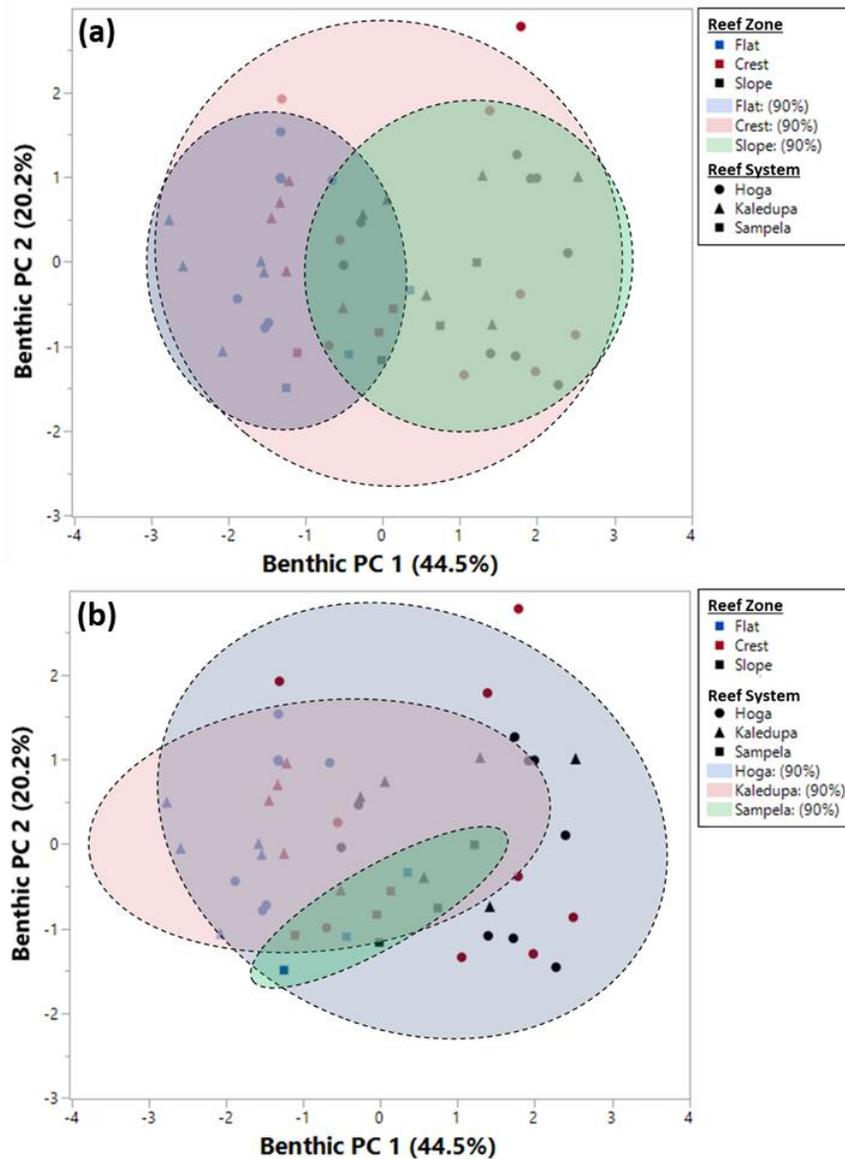 (a)
Benthic PC 2 (20.2%)
2
1
0
-1
-2
-3
-4 -3 -2 -1 0 1 2 3 4
Benthic PC 1 (44.5%)
Reef Zone
Flat
Crest
Slope
Flat: (90%)
Crest: (90%)
Slope: (90%)
Reef System
Hoga
Kaledupa
Sampela
(b)
Benthic PC 2 (20.2%)
2
1
0
-1
-2
-3
-4 -3 -2 -1 0 1 2 3 4
Benthic PC 1 (44.5%)
Reef Zone
Flat
Crest
Slope
Reef System
Hoga
Kaledupa
Sampela
Hoga: (90%)
Kaledupa: (90%)
Sampela: (90%)